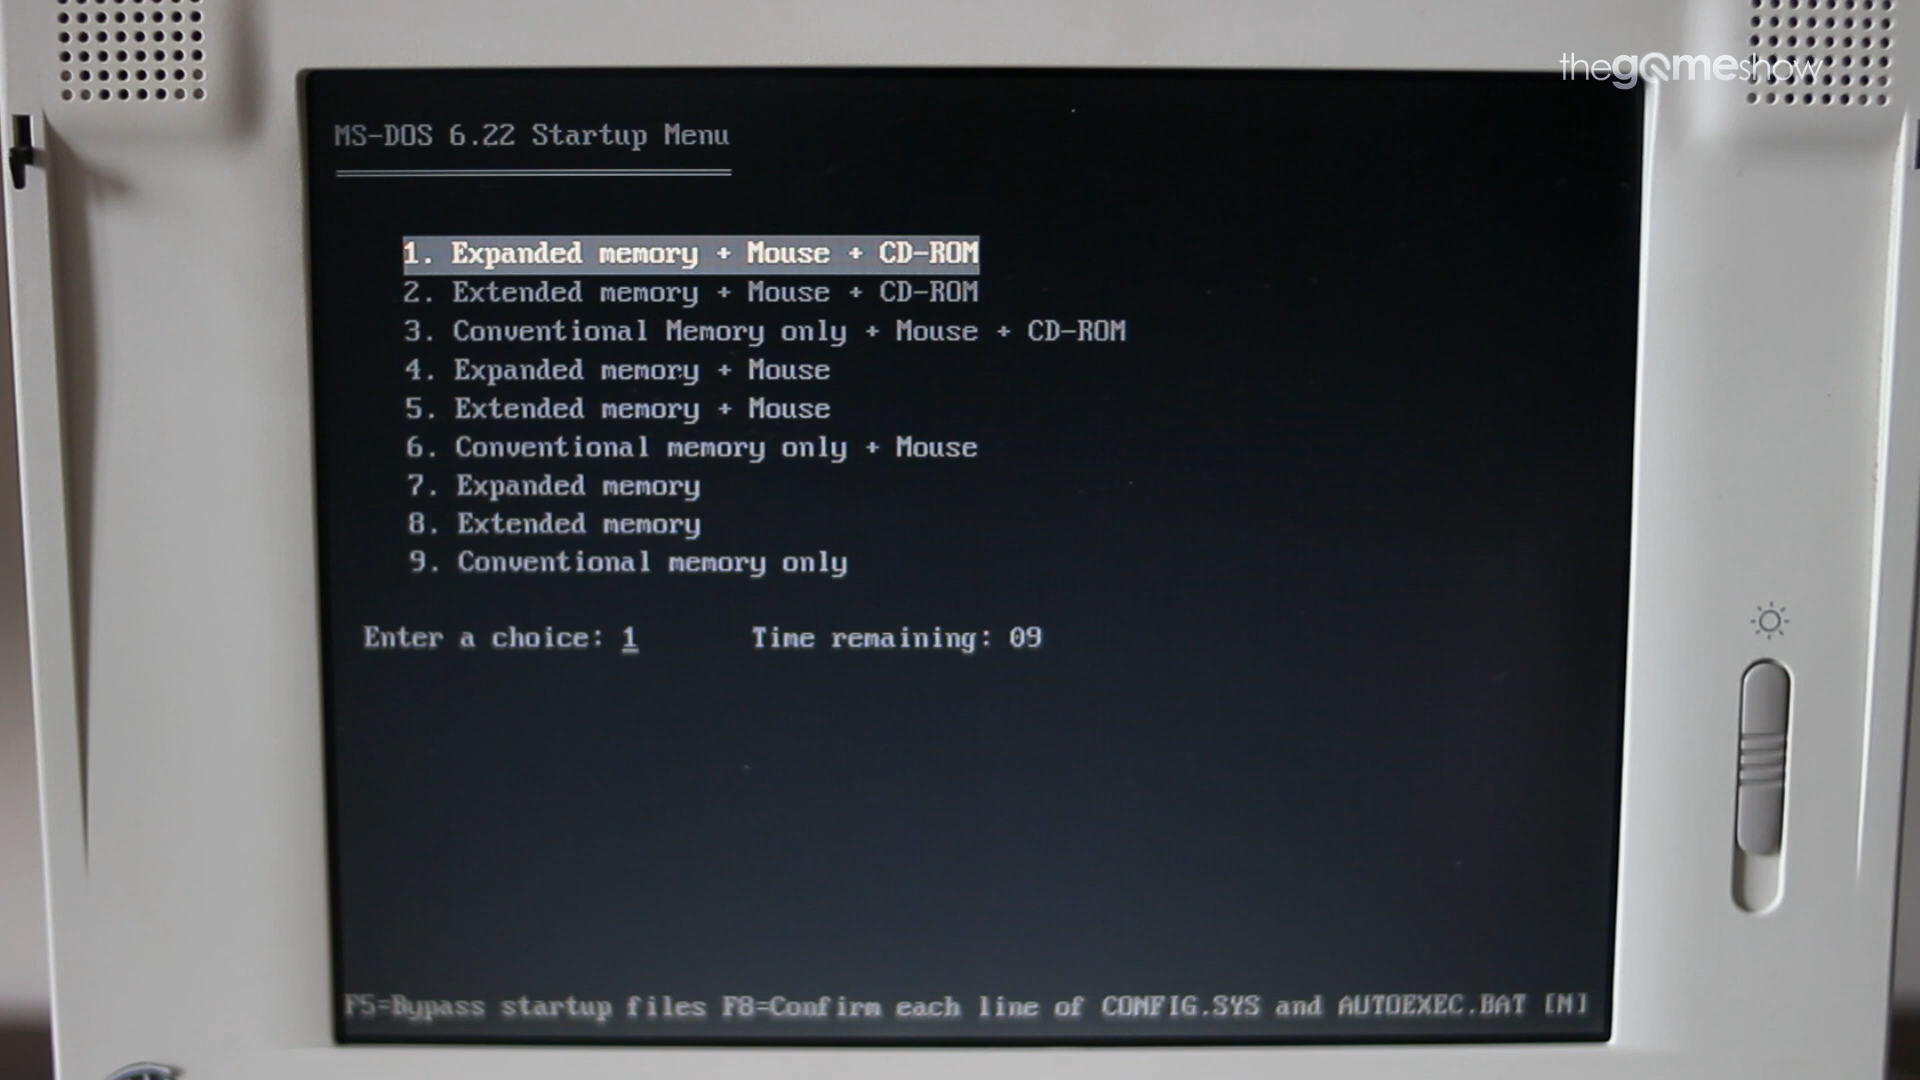 thegameshow
MS-DOS 6.22 Startup Menu
1. Expanded memory + Mouse + CD-ROM
2. Extended memory + Mouse + CD-ROM
3. Conventional Memory only + Mouse + CD-ROM
4. Expanded memory + Mouse
5. Extended memory + Mouse
6. Conventional memory only + Mouse
7. Expanded memory
8. Extended memory
9. Conventional memory only
Enter a choice: 1 Time remaining: 09
F5=Bypass startup files F8=Confirm each line of CONFIG.SYS and AUTOEXEC.BAT [N]